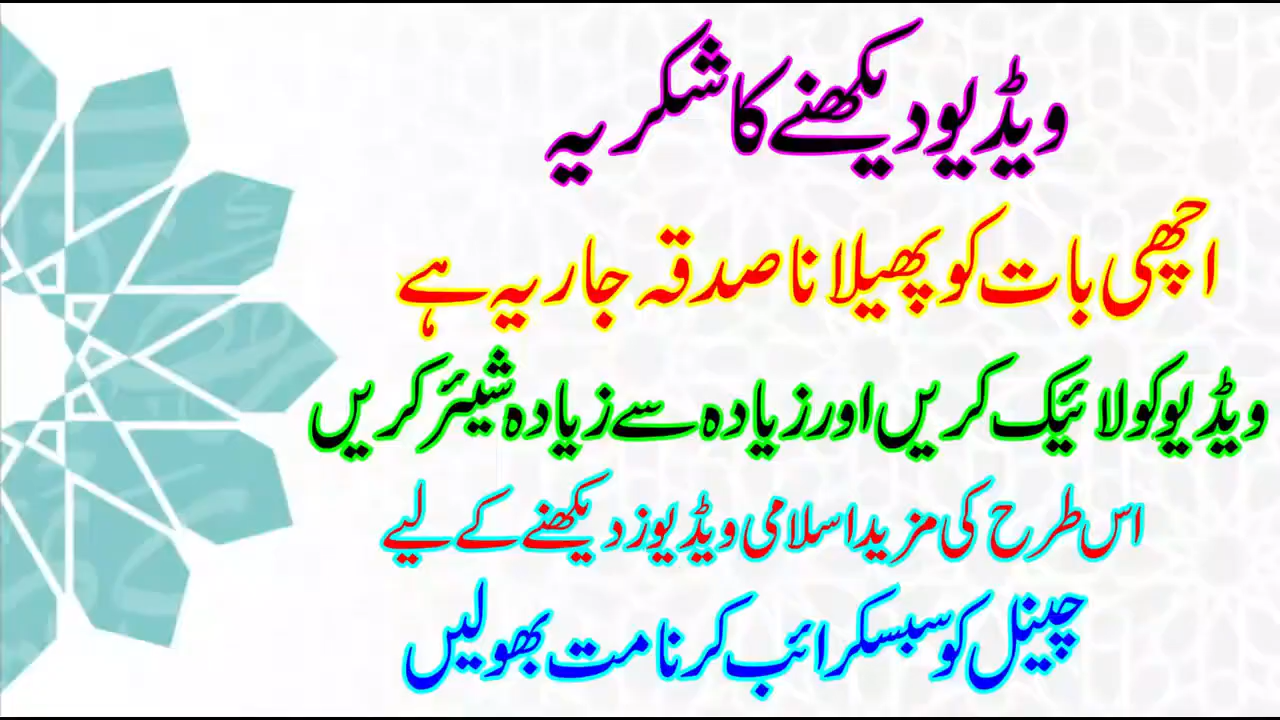 ویڈیو دیکھنے کا شکریہ
اچھی بات کو پھیلانا صدقہ جاریہ ہے
ویڈیو کو لائیک کریں اور زیادہ سے زیادہ شیئر کریں
اس طرح کی مزید اسلامی ویڈیوز دیکھنے کے لیے
چینل کو سبسکرائب کرنا مت بھولیں